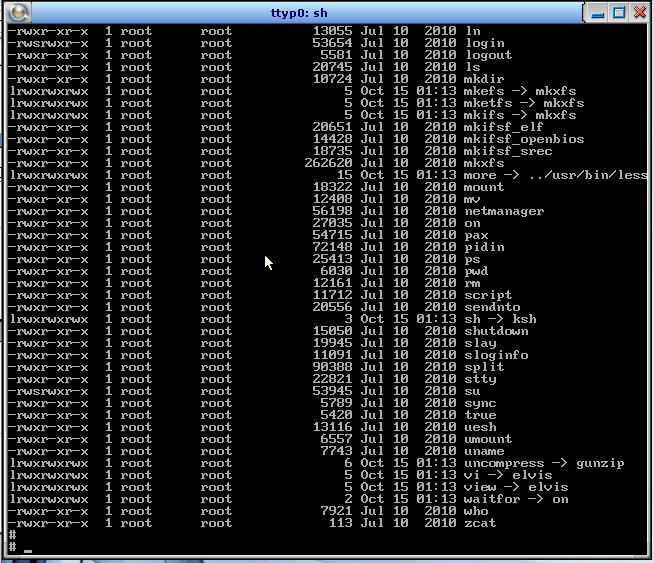 ttyp0: sh
-rwxr-xr-x  1 root      root          13055 Jul 10  2010 ln
-rwsrwxr-x  1 root      root          53654 Jul 10  2010 login
-rwxr-xr-x  1 root      root           5581 Jul 10  2010 logout
-rwxr-xr-x  1 root      root          20745 Jul 10  2010 ls
-rwxr-xr-x  1 root      root          10724 Jul 10  2010 mkdir
lrwxrwxrwx  1 root      root              5 Oct 15 01:13 mkefs -> mkxfs
lrwxrwxrwx  1 root      root              5 Oct 15 01:13 mketfs -> mkxfs
lrwxrwxrwx  1 root      root              5 Oct 15 01:13 mkifs -> mkxfs
-rwxr-xr-x  1 root      root          20651 Jul 10  2010 mkifsf_elf
-rwxr-xr-x  1 root      root          14428 Jul 10  2010 mkifsf_openbios
-rwxr-xr-x  1 root      root          18735 Jul 10  2010 mkifsf_srec
-rwxr-xr-x  1 root      root         262620 Jul 10  2010 mkxfs
lrwxrwxrwx  1 root      root             15 Oct 15 01:13 more -> ../usr/bin/less
-rwxr-xr-x  1 root      root          18322 Jul 10  2010 mount
-rwxr-xr-x  1 root      root          12408 Jul 10  2010 mv
-rwxr-xr-x  1 root      root          56198 Jul 10  2010 netmanager
-rwxr-xr-x  1 root      root          27035 Jul 10  2010 on
-rwxr-xr-x  1 root      root          54715 Jul 10  2010 pax
-rwxr-xr-x  1 root      root          72148 Jul 10  2010 pidin
-rwxr-xr-x  1 root      root          25413 Jul 10  2010 ps
-rwxr-xr-x  1 root      root           6030 Jul 10  2010 pwd
-rwxr-xr-x  1 root      root          12161 Jul 10  2010 rm
-rwxr-xr-x  1 root      root          11712 Jul 10  2010 script
-rwxr-xr-x  1 root      root          20556 Jul 10  2010 sendnto
lrwxrwxrwx  1 root      root              3 Oct 15 01:13 sh -> ksh
-rwxr-xr-x  1 root      root          15050 Jul 10  2010 shutdown
-rwxr-xr-x  1 root      root          19945 Jul 10  2010 slay
-rwxr-xr-x  1 root      root          11091 Jul 10  2010 sloginfo
-rwxr-xr-x  1 root      root          90388 Jul 10  2010 split
-rwxr-xr-x  1 root      root          22821 Jul 10  2010 stty
-rwsrwxr-x  1 root      root          53945 Jul 10  2010 su
-rwxr-xr-x  1 root      root           5789 Jul 10  2010 sync
-rwxr-xr-x  1 root      root           5420 Jul 10  2010 true
-rwxr-xr-x  1 root      root          13116 Jul 10  2010 uesh
-rwxr-xr-x  1 root      root           6557 Jul 10  2010 umount
-rwxr-xr-x  1 root      root           7743 Jul 10  2010 uname
lrwxrwxrwx  1 root      root              6 Oct 15 01:13 uncompress -> gunzip
lrwxrwxrwx  1 root      root              5 Oct 15 01:13 vi -> elvis
lrwxrwxrwx  1 root      root              5 Oct 15 01:13 view -> elvis
lrwxrwxrwx  1 root      root              2 Oct 15 01:13 waitfor -> on
-rwxr-xr-x  1 root      root           7921 Jul 10  2010 who
-rwxr-xr-x  1 root      root            113 Jul 10  2010 zcat
#
# _